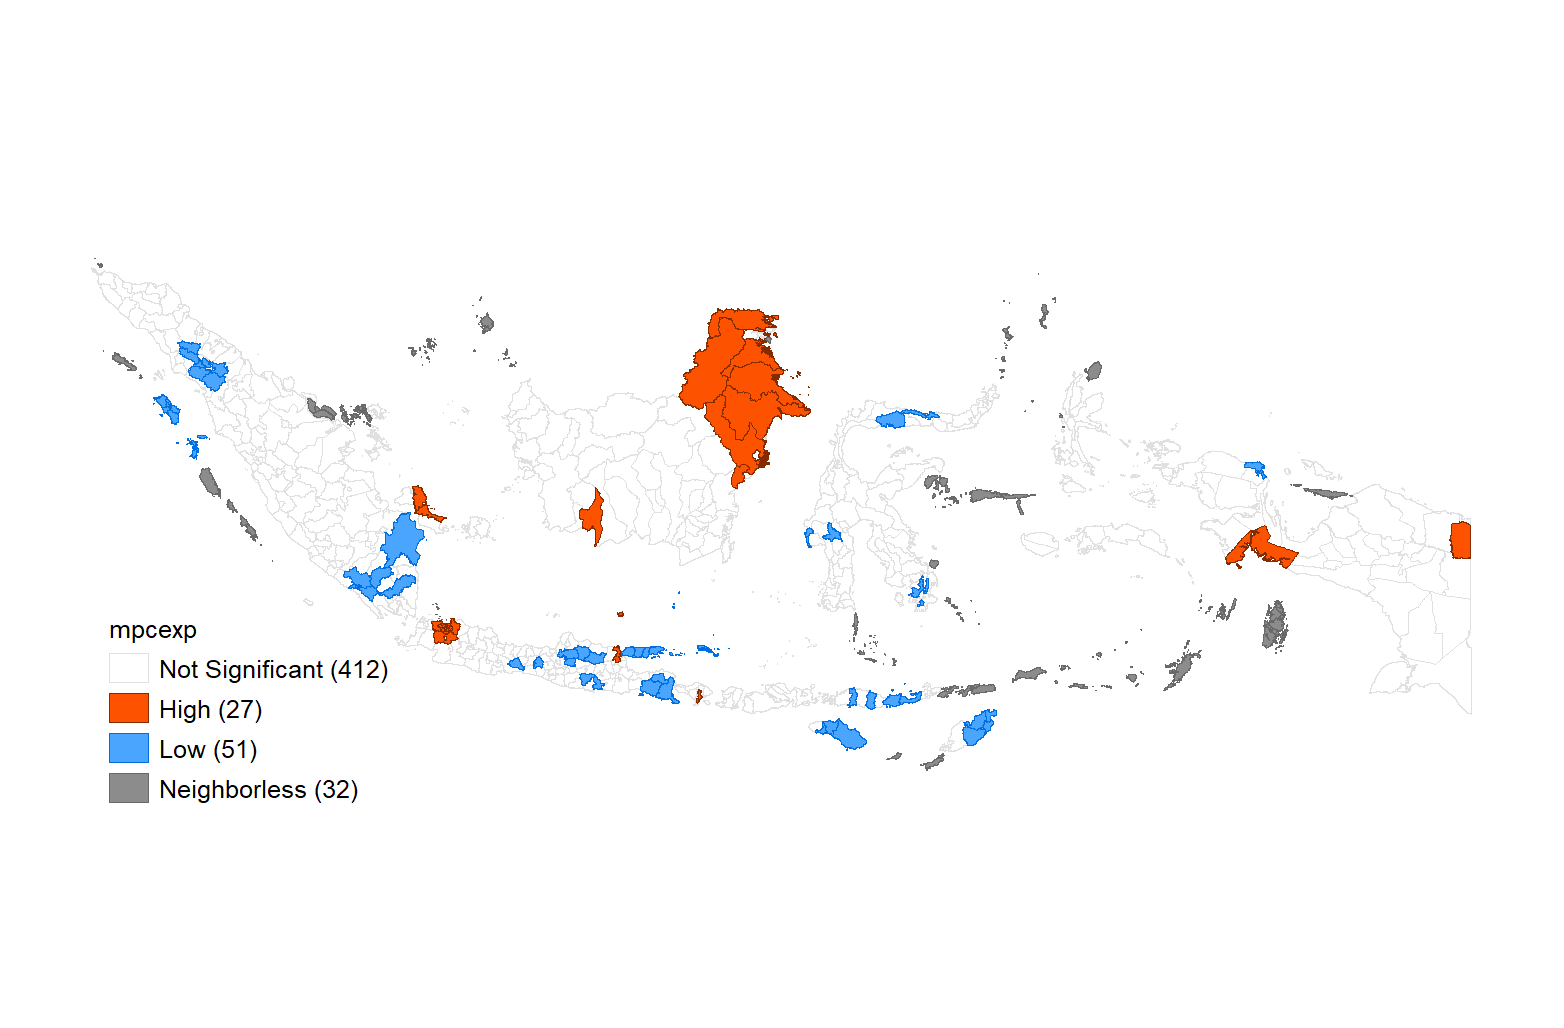 mpcexp
Not Significant (412)
High (27)
Low (51)
Neighborless (32)